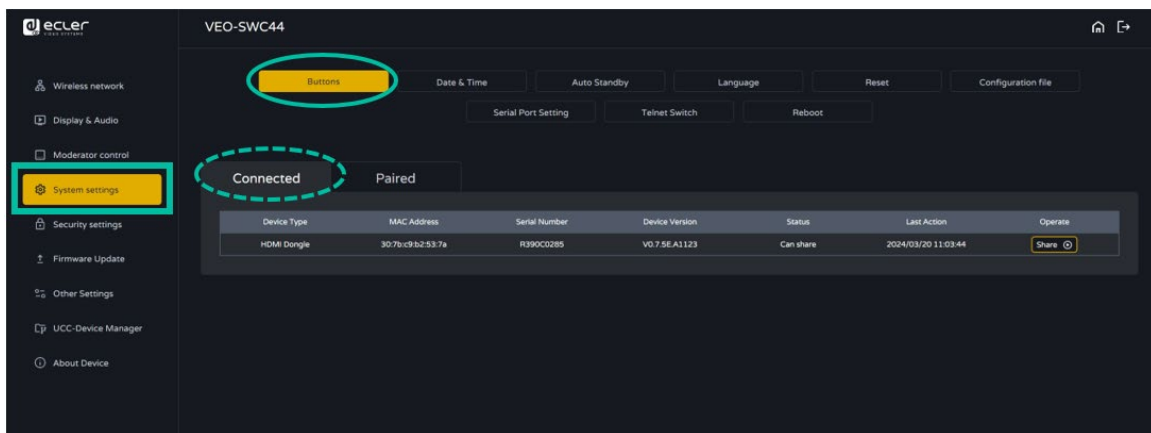 ecler
VIDEO SYSTEMS
VEO-SWC44
Wireless network
Display & Audio
Moderator control
System settings
Security settings
Firmware Update
Other Settings
UCC-Device Manager
About Device
Buttons Date & Time Auto Standby Language Reset Configuration file
Serial Port Setting Telnet Switch Reboot
Connected Paired
Device Type MAC Address Serial Number Device Version Status Last Action Operate
HDMI Dongle 30:7b:c9:b2:53:7a R390C0285 V0.7.5E.A1123 Can share 2024/03/20 11:03:44 Share